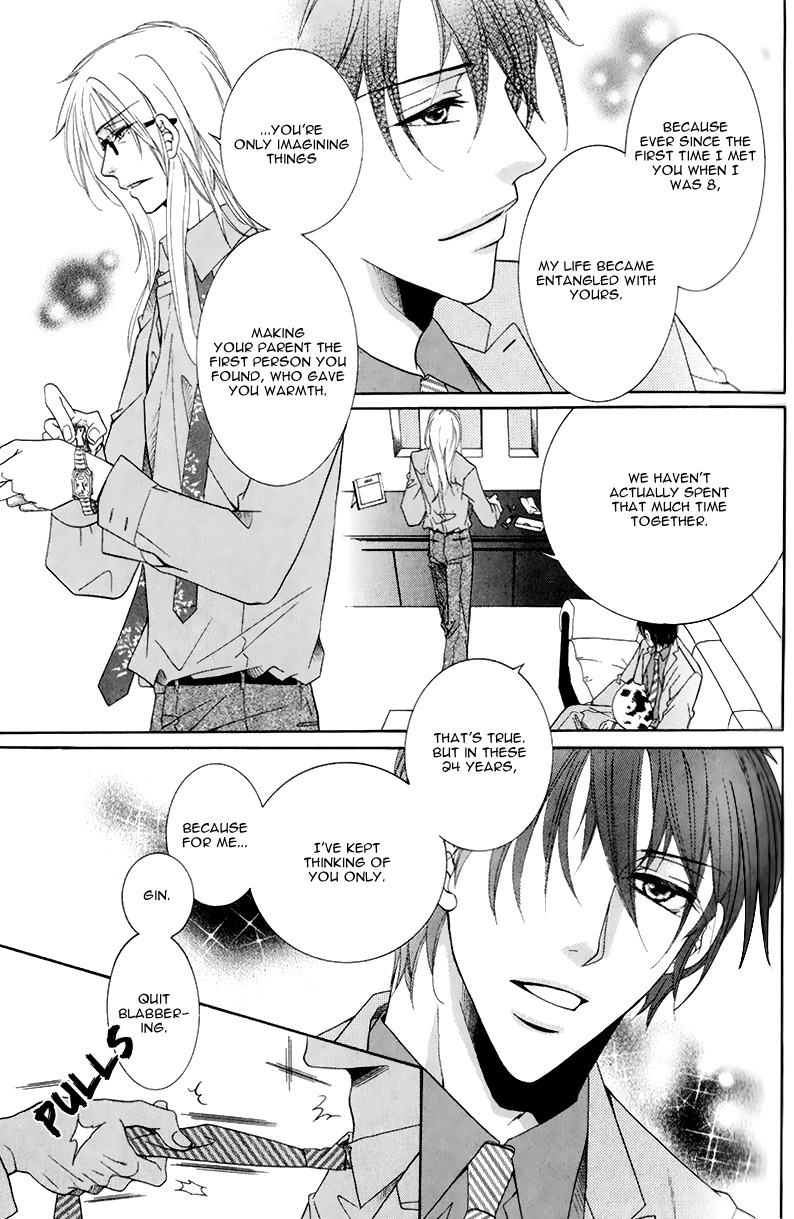 BECAUSE
EVER SINCE THE
FIRST TIME I MET
YOU WHEN I
WAS 8,
MY LIFE BECAME
ENTANGLED WITH
YOURS.
...YOU'RE
ONLY IMAGINING
THINGS
MAKING
YOUR PARENT THE
FIRST PERSON YOU
FOUND, WHO GAVE
YOU WARMTH.
WE HAVEN'T
ACTUALLY SPENT
THAT MUCH TIME
TOGETHER.
THAT'S TRUE.
BUT IN THESE
24 YEARS,
I'VE KEPT
THINKING OF
YOU ONLY.
BECAUSE
FOR ME...
GIN.
QUIT
BLABBER-
ING.
PULLS